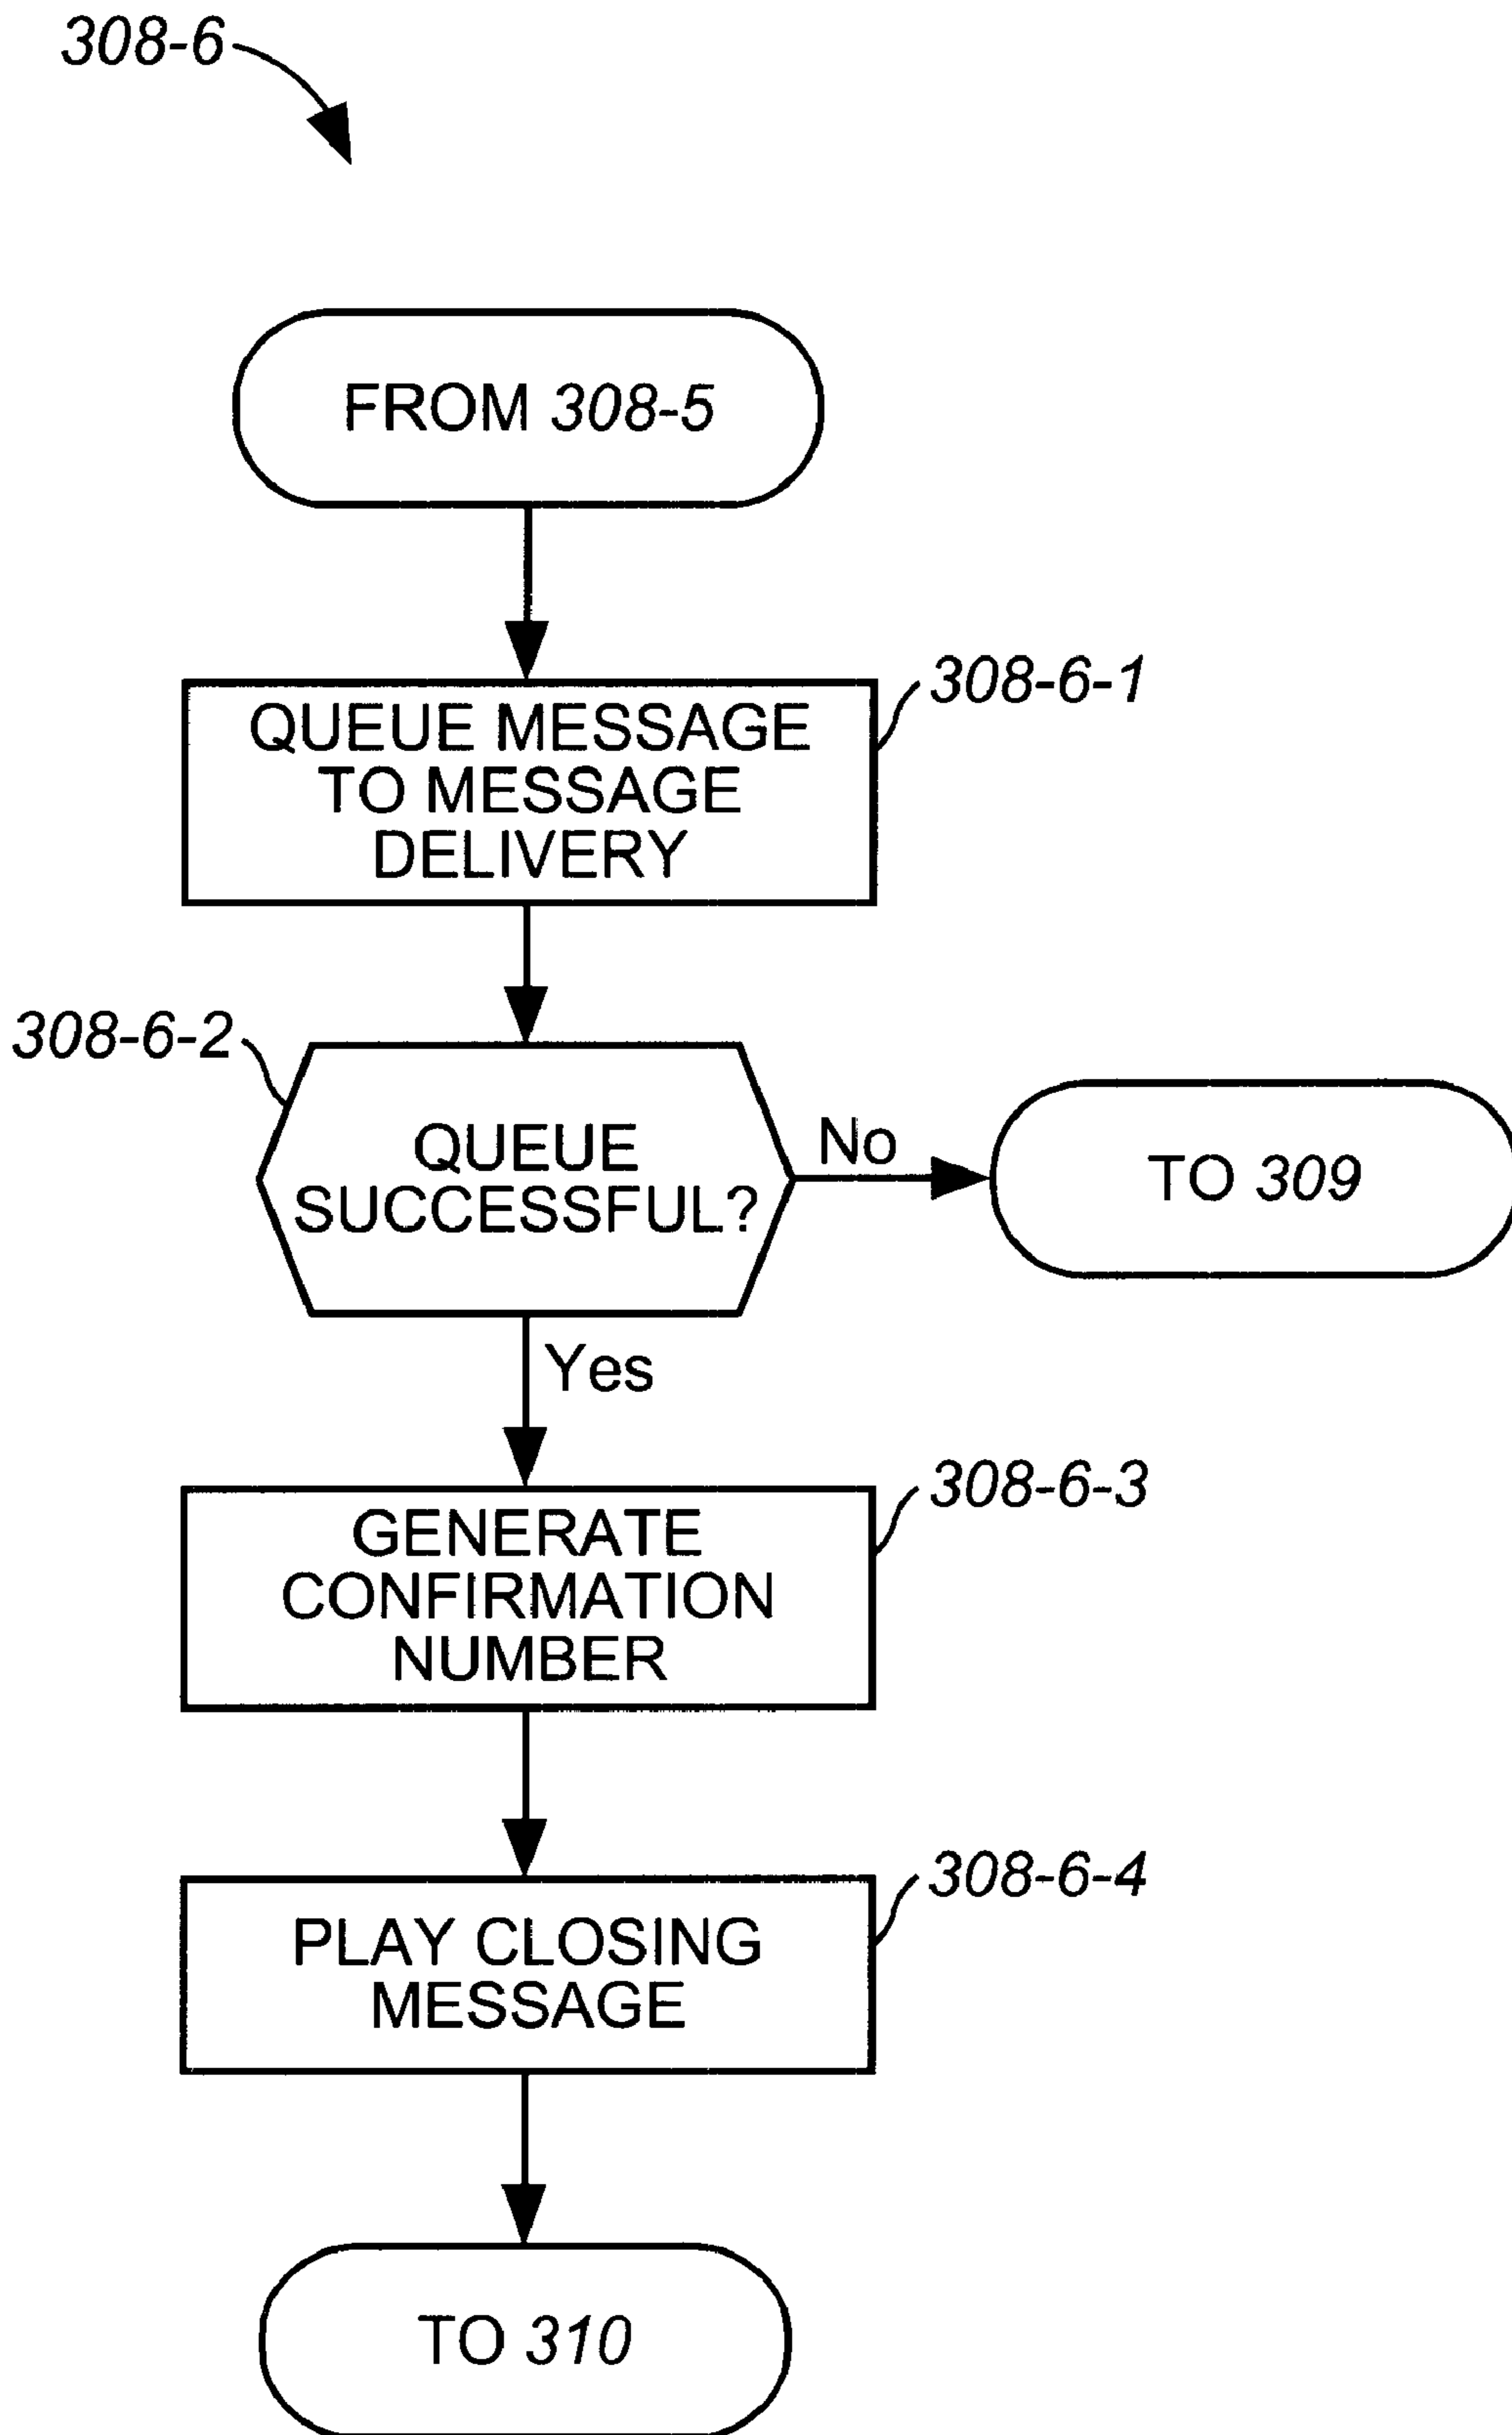 308-6
FROM 308-5
308-6-1
QUEUE MESSAGE
TO MESSAGE
DELIVERY
308-6-2
QUEUE
SUCCESSFUL?
No
TO 309
Yes
308-6-3
GENERATE
CONFIRMATION
NUMBER
308-6-4
PLAY CLOSING
MESSAGE
TO 310